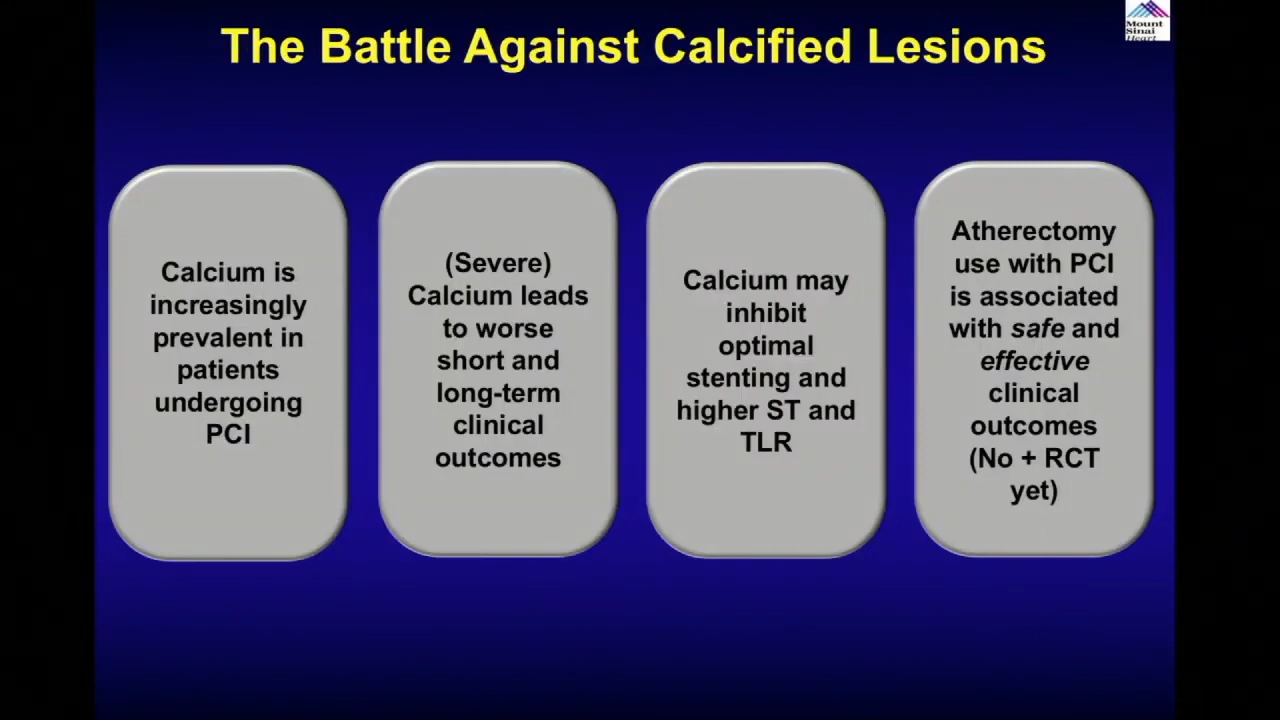 The Battle Against Calcified Lesions
Mount
Sinai
Heart
Calcium is
increasingly
prevalent in
patients
undergoing
PCI
(Severe)
Calcium leads
to worse
short and
long-term
clinical
outcomes
Calcium may
inhibit
optimal
stenting and
higher ST and
TLR
Atherectomy
use with PCI
is associated
with safe and
effective
clinical
outcomes
(No + RCT
yet)